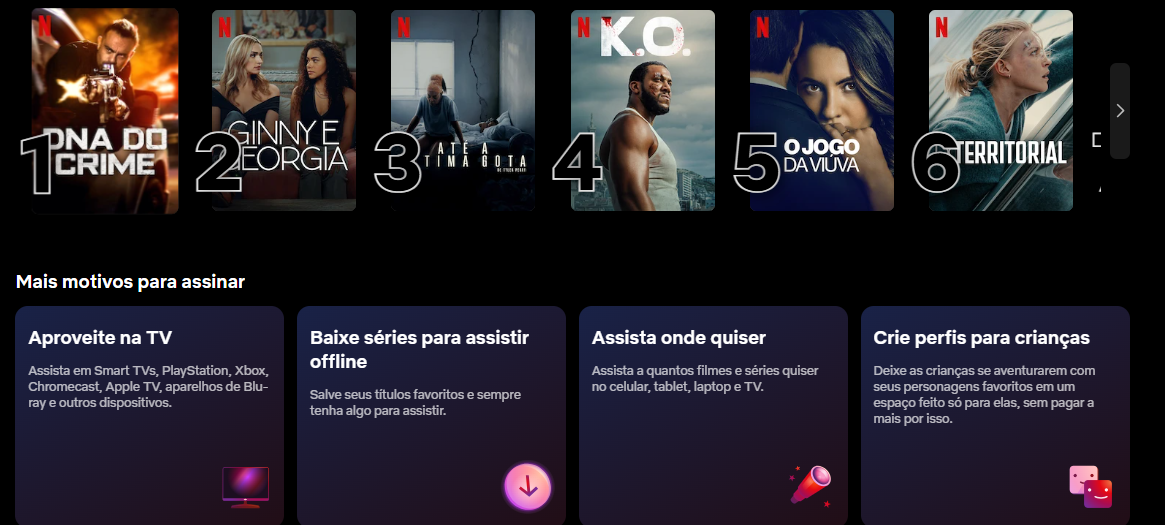 N
N
N
N
N
N
K.O.
DNA DO
CRIME
1
GINNY E
GEORGIA
2
ATÉ A
TIMA GOTA
DE TYLER PERRY
3
4
O JOGO
DA VIÚVA
5
TERRITORIAL
6
Mais motivos para assinar
Aproveite na TV
Assista em Smart TVs, PlayStation, Xbox,
Chromecast, Apple TV, aparelhos de Blu-
ray e outros dispositivos.
Baixe séries para assistir
offline
Salve seus títulos favoritos e sempre
tenha algo para assistir.
Assista onde quiser
Assista a quantos filmes e séries quiser
no celular, tablet, laptop e TV.
Crie perfis para crianças
Deixe as crianças se aventurarem com
seus personagens favoritos em um
espaço feito só para elas, sem pagar a
mais por isso.